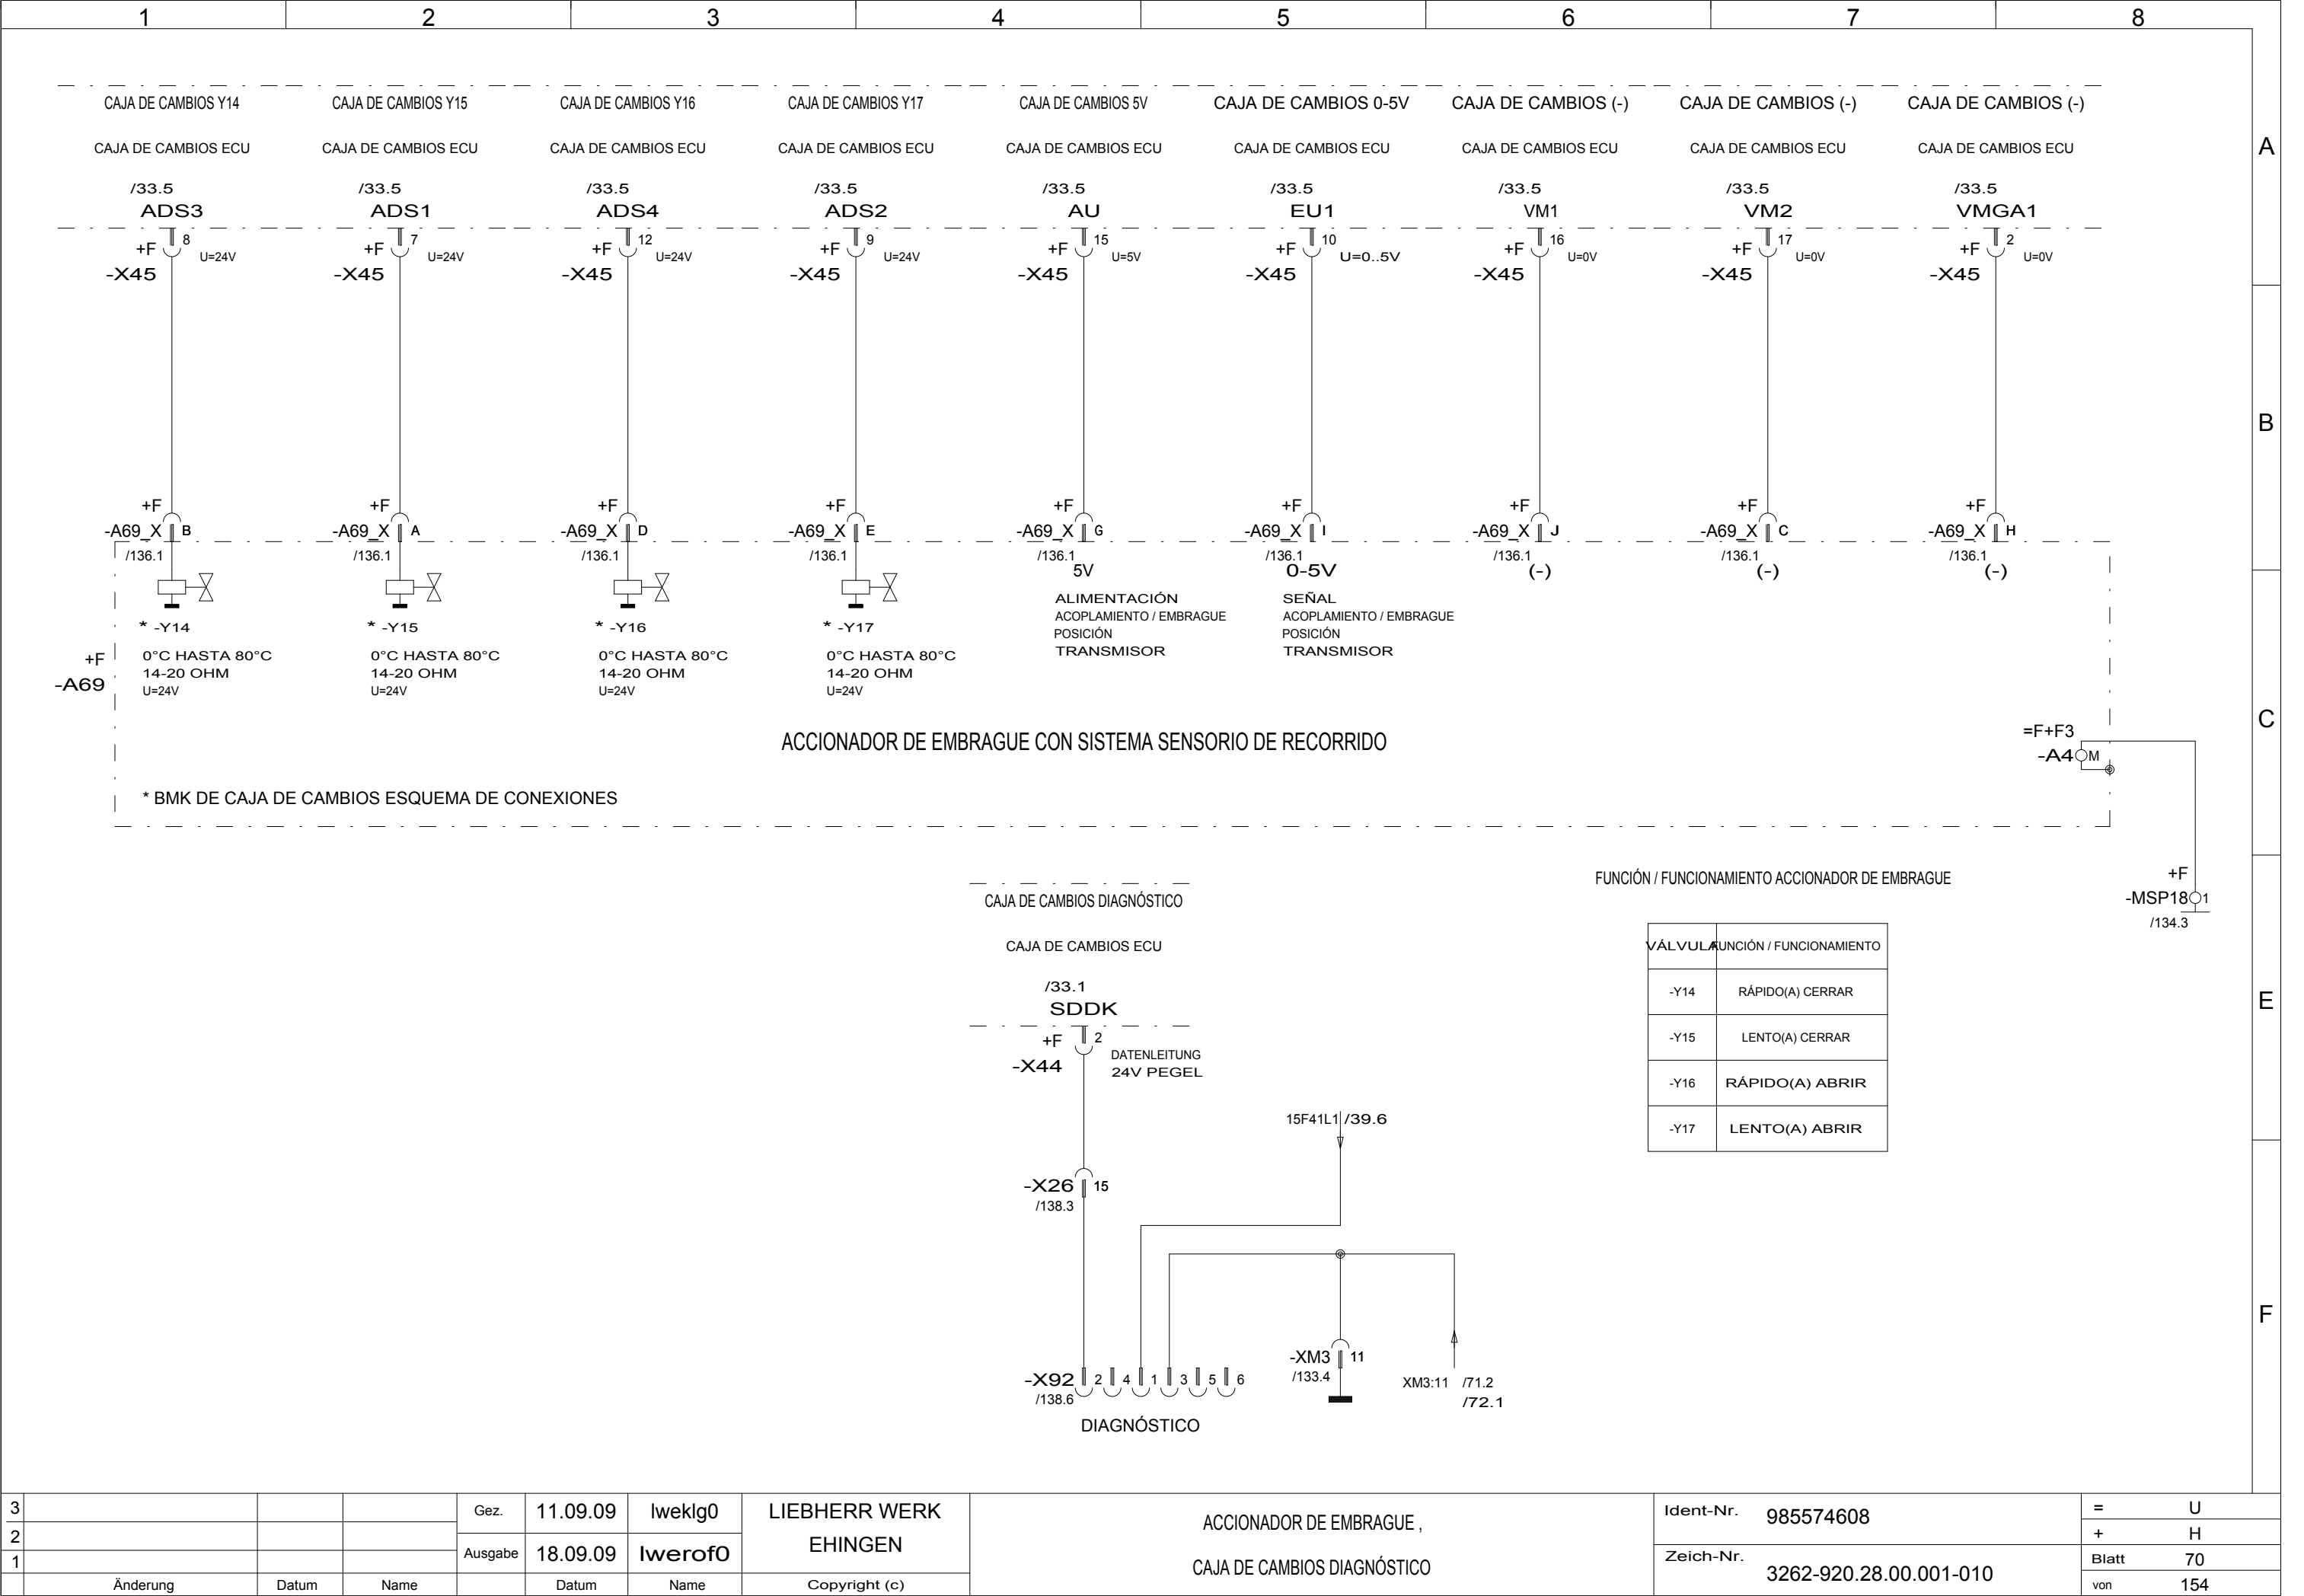 1 2 3 4 5 6 7 8
CAJA DE CAMBIOS Y14 CAJA DE CAMBIOS Y15 CAJA DE CAMBIOS Y16 CAJA DE CAMBIOS Y17 CAJA DE CAMBIOS 5V CAJA DE CAMBIOS 0-5V CAJA DE CAMBIOS (-) CAJA DE CAMBIOS (-) CAJA DE CAMBIOS (-)
CAJA DE CAMBIOS ECU CAJA DE CAMBIOS ECU CAJA DE CAMBIOS ECU CAJA DE CAMBIOS ECU CAJA DE CAMBIOS ECU CAJA DE CAMBIOS ECU CAJA DE CAMBIOS ECU CAJA DE CAMBIOS ECU CAJA DE CAMBIOS ECU A
/33.5 /33.5 /33.5 /33.5 /33.5 /33.5 /33.5 /33.5 /33.5
ADS3 ADS1 ADS4 ADS2 AU EU1 VM1 VM2 VMGA1
+F 8 +F 7 +F 12 +F 9 +F 15 +F 10 +F 16 +F 17 +F 2
U=24V U=24V U=24V U=24V U=5V U=0..5V U=0V U=0V U=0V
-X45 -X45 -X45 -X45 -X45 -X45 -X45 -X45 -X45
B
+F +F +F +F +F +F +F +F +F
-A69_X B -A69_X A -A69_X D -A69_X E -A69_X G -A69_X I -A69_X J -A69_X C -A69_X H
/136.1 /136.1 /136.1 /136.1 /136.1 /136.1 /136.1 /136.1 /136.1
5V 0-5V (-) (-) (-)
ALIMENTACIÓN SEÑAL
ACOPLAMIENTO / EMBRAGUE ACOPLAMIENTO / EMBRAGUE
* -Y14 * -Y15 * -Y16 * -Y17 POSICIÓN POSICIÓN
TRANSMISOR TRANSMISOR
+F 0°C HASTA 80°C 0°C HASTA 80°C 0°C HASTA 80°C 0°C HASTA 80°C
14-20 OHM 14-20 OHM 14-20 OHM 14-20 OHM
-A69 U=24V U=24V U=24V U=24V
C
=F+F3
ACCIONADOR DE EMBRAGUE CON SISTEMA SENSORIO DE RECORRIDO
-A4 M
* BMK DE CAJA DE CAMBIOS ESQUEMA DE CONEXIONES
+F
-MSP18 1
/134.3
FUNCIÓN / FUNCIONAMIENTO ACCIONADOR DE EMBRAGUE
VÁLVULA FUNCIÓN / FUNCIONAMIENTO
-Y14 RÁPIDO(A) CERRAR
-Y15 LENTO(A) CERRAR
-Y16 RÁPIDO(A) ABRIR
-Y17 LENTO(A) ABRIR
E
CAJA DE CAMBIOS DIAGNÓSTICO
CAJA DE CAMBIOS ECU
/33.1
SDDK
+F 2
-X44
DATENLEITUNG
24V PEGEL
15F41L1 /39.6
-X26 15
/138.3
F
-XM3 11
/133.4
XM3:11 /71.2
/72.1
-X92 2 4 1 3 5 6
/138.6
DIAGNÓSTICO
3 Gez. 11.09.09 lweklg0 LIEBHERR WERK
2 EHINGEN
1 Ausgabe 18.09.09 lwerof0
Änderung Datum Name Datum Name Copyright (c)
ACCIONADOR DE EMBRAGUE ,
CAJA DE CAMBIOS DIAGNÓSTICO
Ident-Nr. 985574608
Zeich-Nr. 3262-920.28.00.001-010
= U
+ H
Blatt 70
von 154